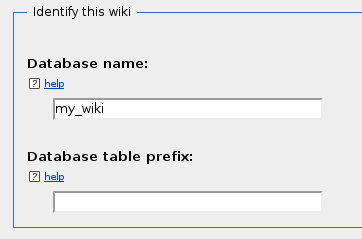 Identify this wiki
Database name:
? help
my_wiki
Database table prefix:
? help